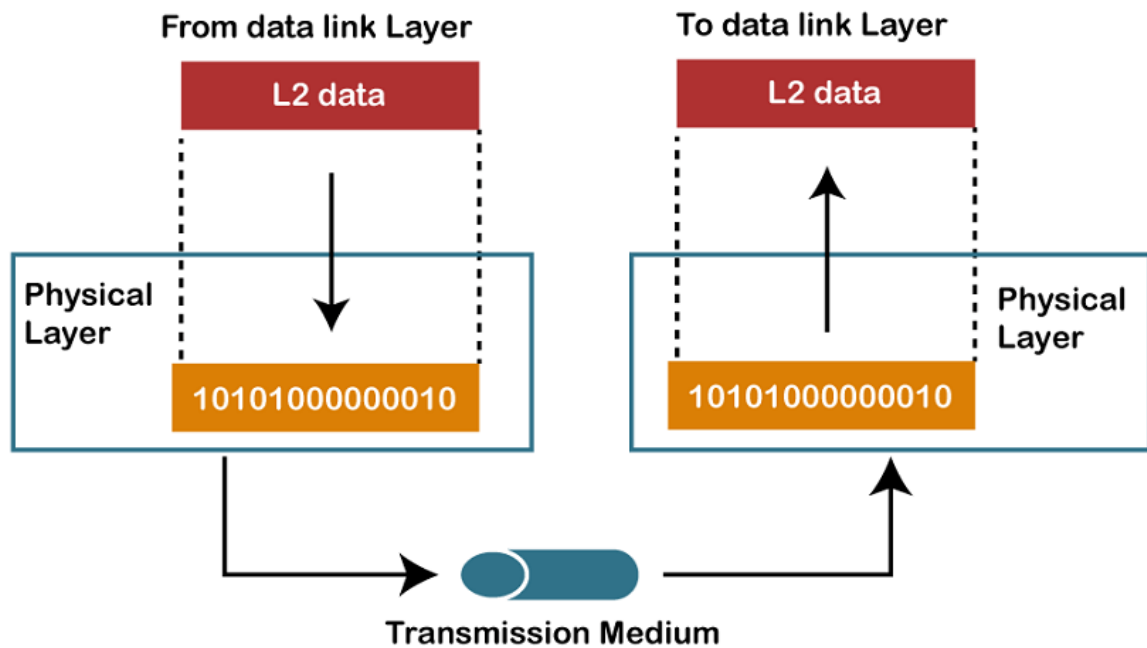 From data link Layer
To data link Layer
L2 data
L2 data
Physical
Layer
Physical
Layer
10101000000010
10101000000010
Transmission Medium